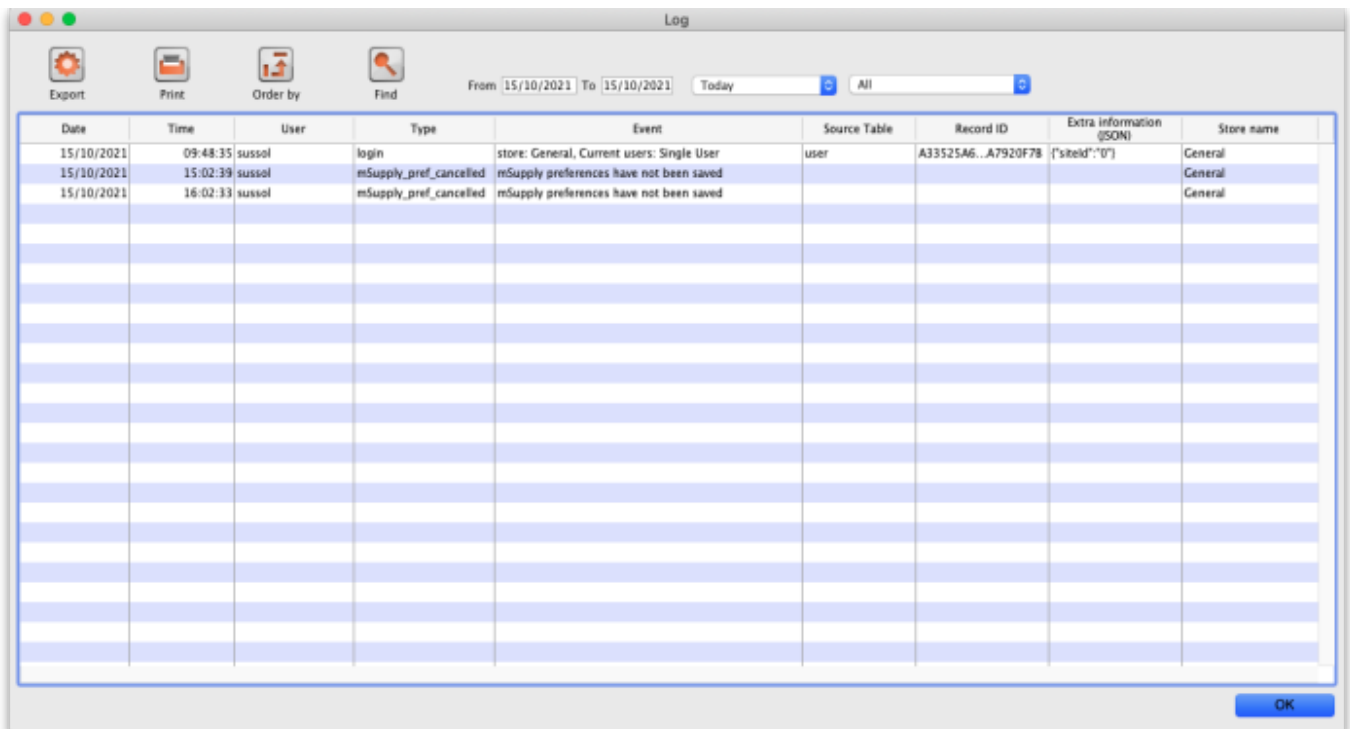 Log
Export Print Order by Find From 15/10/2021 To 15/10/2021 Today All
Date Time User Type Event Source Table Record ID Extra information (JSON) Store name
15/10/2021 09:48:35 sussol login store: General, Current users: Single User user A33525A6...A7920F7B {"siteId":"0"} General
15/10/2021 15:02:39 sussol mSupply_pref_cancelled mSupply preferences have not been saved General
15/10/2021 16:02:33 sussol mSupply_pref_cancelled mSupply preferences have not been saved General
OK